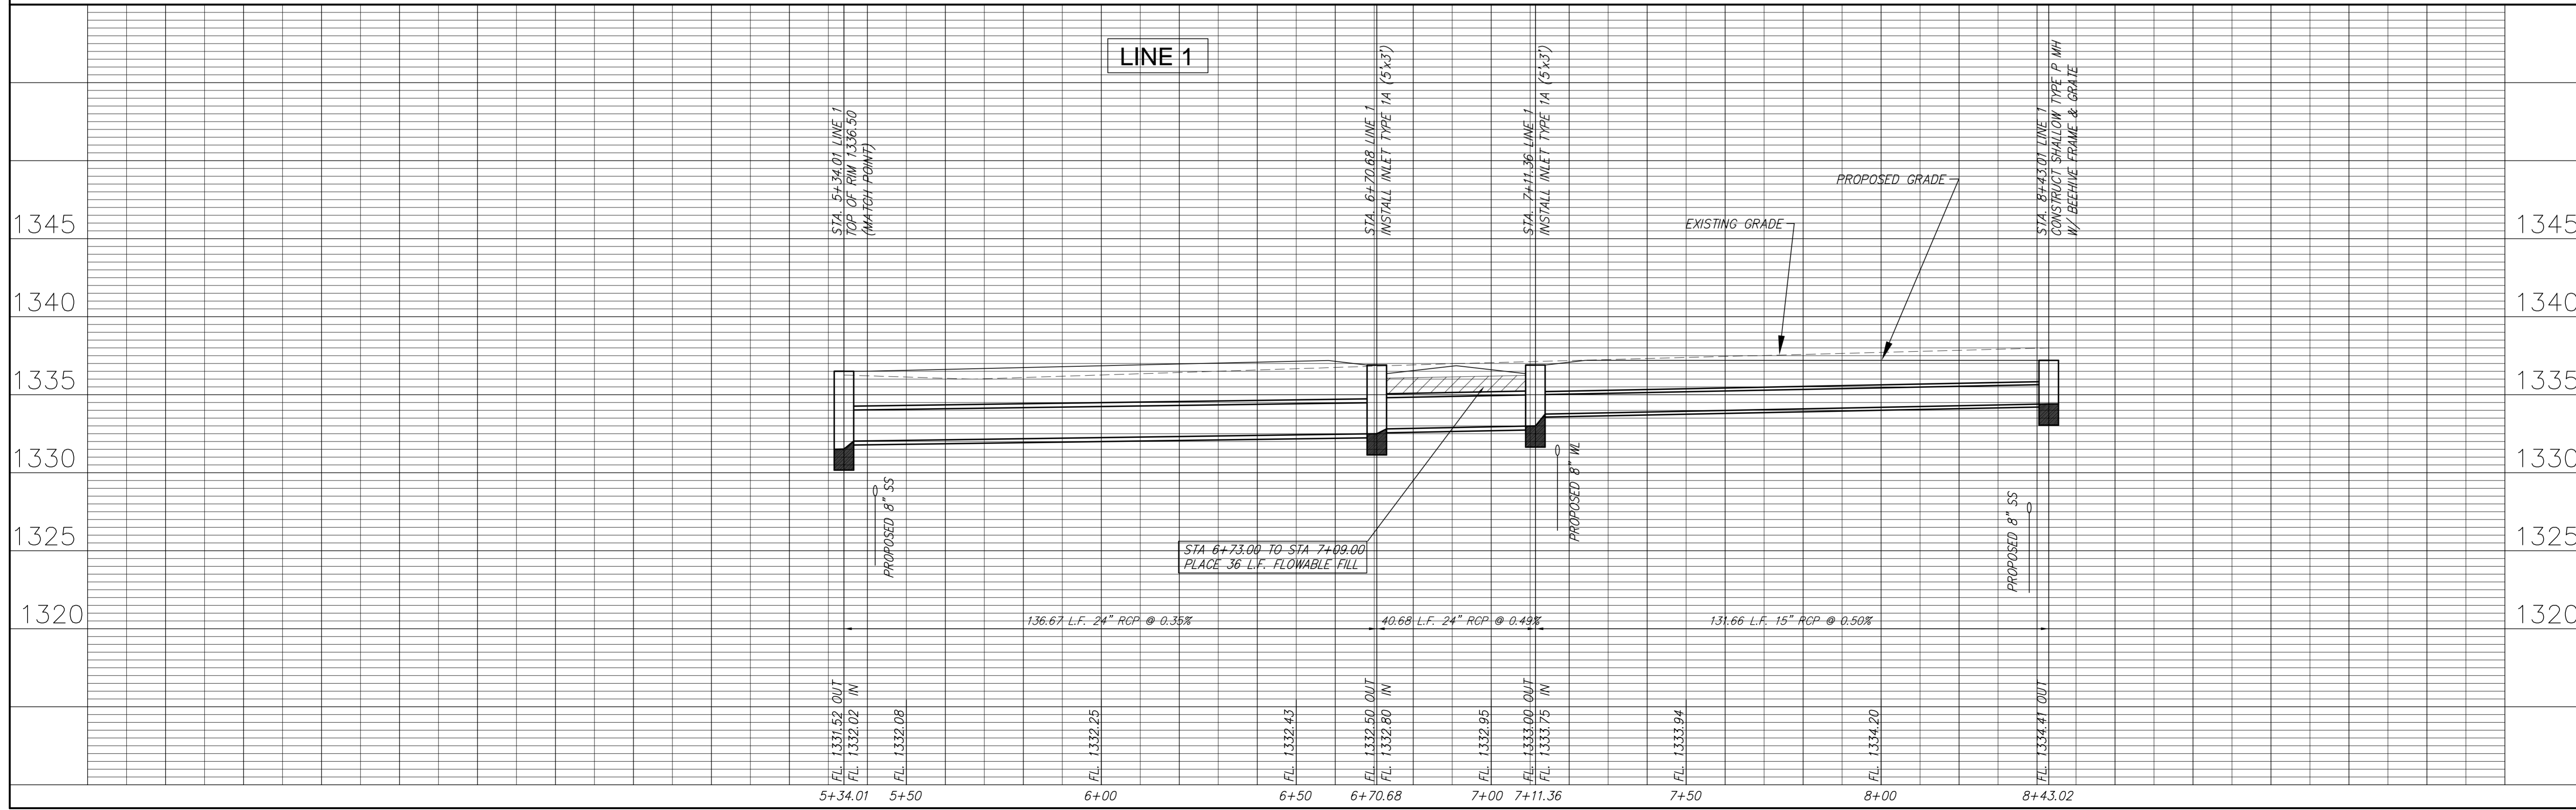 LINE 1
STA. 5+34.01 LINE 1
TOP OF RIM 1336.50
(MATCH POINT)
STA. 6+70.68 LINE 1
INSTALL INLET TYPE 1A (5'x3')
STA. 7+11.36 LINE 1
INSTALL INLET TYPE 1A (5'x3')
STA. 8+43.01 LINE 1
CONSTRUCT SHALLOW TYPE P MH
W/ BEEHIVE FRAME & GRATE
PROPOSED GRADE
EXISTING GRADE
1345
1345
1340
1340
1335
1335
1330
1330
PROPOSED 8" SS
PROPOSED 8" WL
PROPOSED 8" SS
1325
1325
STA 6+73.00 TO STA 7+09.00
PLACE 36 L.F. FLOWABLE FILL
1320
1320
136.67 L.F. 24" RCP @ 0.35%
40.68 L.F. 24" RCP @ 0.49%
131.66 L.F. 15" RCP @ 0.50%
FL. 1331.52 OUT
FL. 1332.02 IN
FL. 1332.08
FL. 1332.25
FL. 1332.43
FL. 1332.50 OUT
FL. 1332.80 IN
FL. 1332.95
FL. 1333.00 OUT
FL. 1333.75 IN
FL. 1333.94
FL. 1334.20
FL. 1334.41 OUT
5+34.01
5+50
6+00
6+50
6+70.68
7+00
7+11.36
7+50
8+00
8+43.02